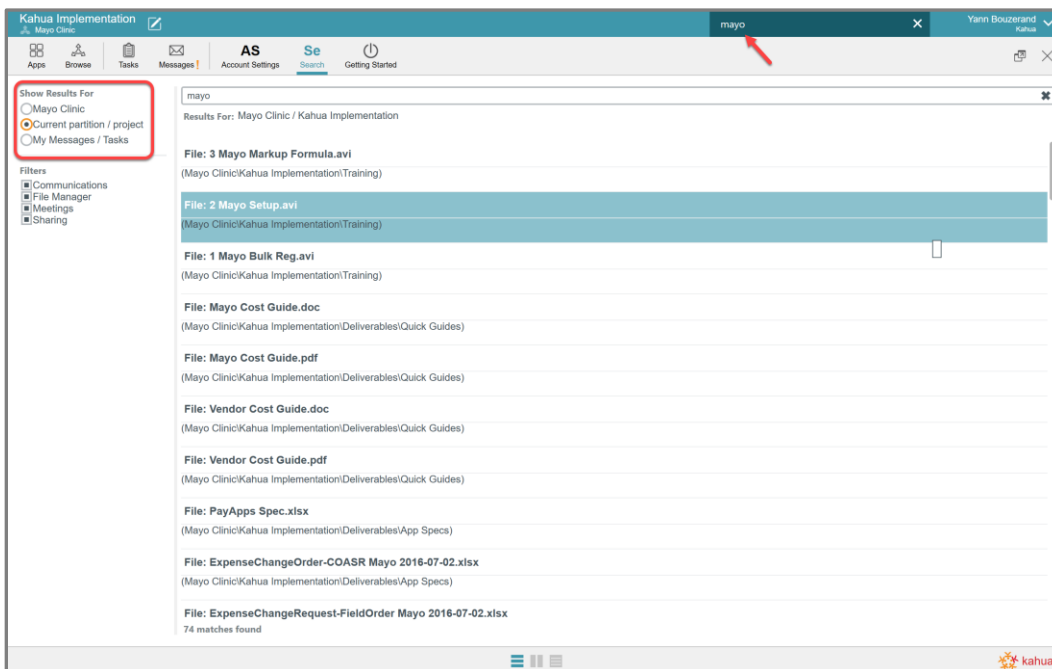 Kahua Implementation
Mayo Clinic
mayo
Yann Bouzerand
Kahua
Apps
Browse
Tasks
Messages !
AS
Account Settings
Se
Search
Getting Started
Show Results For
Mayo Clinic
Current partition / project
My Messages / Tasks
Filters
Communications
File Manager
Meetings
Sharing
mayo
Results For: Mayo Clinic / Kahua Implementation
File: 3 Mayo Markup Formula.avi
(Mayo Clinic\Kahua Implementation\Training)
File: 2 Mayo Setup.avi
(Mayo Clinic\Kahua Implementation\Training)
File: 1 Mayo Bulk Reg.avi
(Mayo Clinic\Kahua Implementation\Training)
File: Mayo Cost Guide.doc
(Mayo Clinic\Kahua Implementation\Deliverables\Quick Guides)
File: Mayo Cost Guide.pdf
(Mayo Clinic\Kahua Implementation\Deliverables\Quick Guides)
File: Vendor Cost Guide.doc
(Mayo Clinic\Kahua Implementation\Deliverables\Quick Guides)
File: Vendor Cost Guide.pdf
(Mayo Clinic\Kahua Implementation\Deliverables\Quick Guides)
File: PayApps Spec.xlsx
(Mayo Clinic\Kahua Implementation\Deliverables\App Specs)
File: ExpenseChangeOrder-COASR Mayo 2016-07-02.xlsx
(Mayo Clinic\Kahua Implementation\Deliverables\App Specs)
File: ExpenseChangeRequest-FieldOrder Mayo 2016-07-02.xlsx
74 matches found
kahua